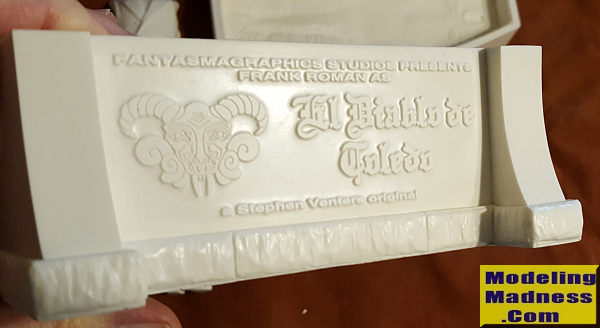 FANTASMAGRAPHICS STUDIOS PRESENTS
FRANK ROMAN AS
El Diablo de
Toledo
a Stephen Venters original
Modeling
Madness
.Com